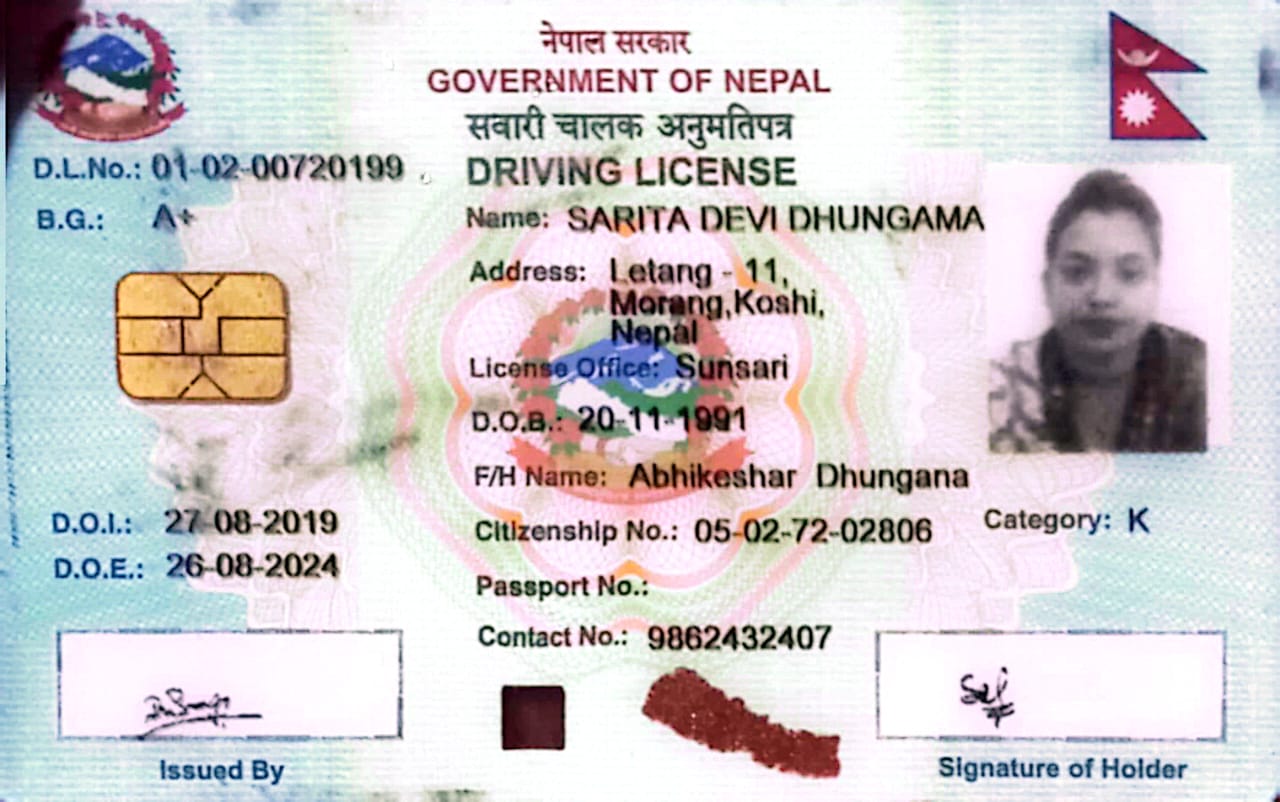 नेपाल सरकार
GOVERNMENT OF NEPAL
सवारी चालक अनुमतिपत्र
DRIVING LICENSE
D.L.No.: 01-02-00720199
B.G.: A+
Name: SARITA DEVI DHUNGAMA
Address: Letang - 11,
Morang,Koshi,
Nepal
License Office: Sunsari
D.O.B.: 20-11-1991
F/H Name: Abhikeshar Dhungana
D.O.I.: 27-08-2019
Citizenship No.: 05-02-72-02806
Category: K
D.O.E.: 26-08-2024
Passport No.:
Contact No.: 9862432407
Issued By
Signature of Holder